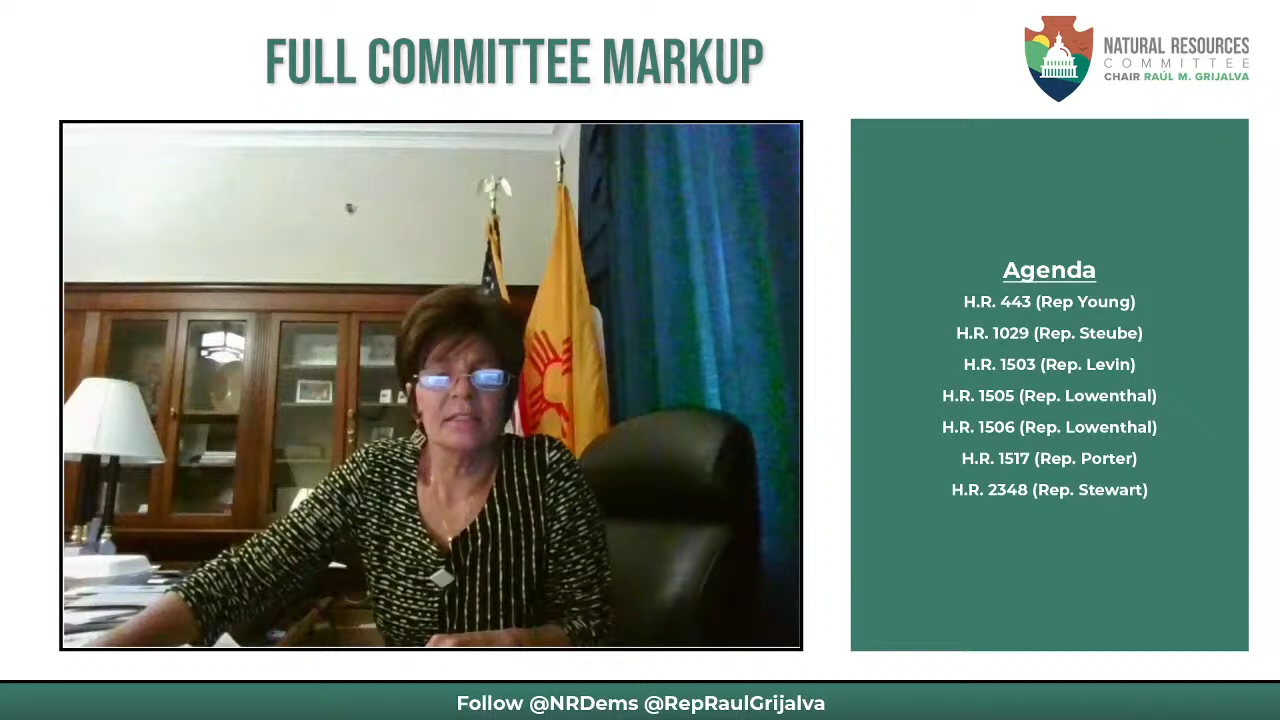 FULL COMMITTEE MARKUP
NATURAL RESOURCES
COMMITTEE
CHAIR RAÚL M. GRIJALVA
Agenda
H.R. 443 (Rep Young)
H.R. 1029 (Rep. Steube)
H.R. 1503 (Rep. Levin)
H.R. 1505 (Rep. Lowenthal)
H.R. 1506 (Rep. Lowenthal)
H.R. 1517 (Rep. Porter)
H.R. 2348 (Rep. Stewart)
Follow @NRDems @RepRaulGrijalva